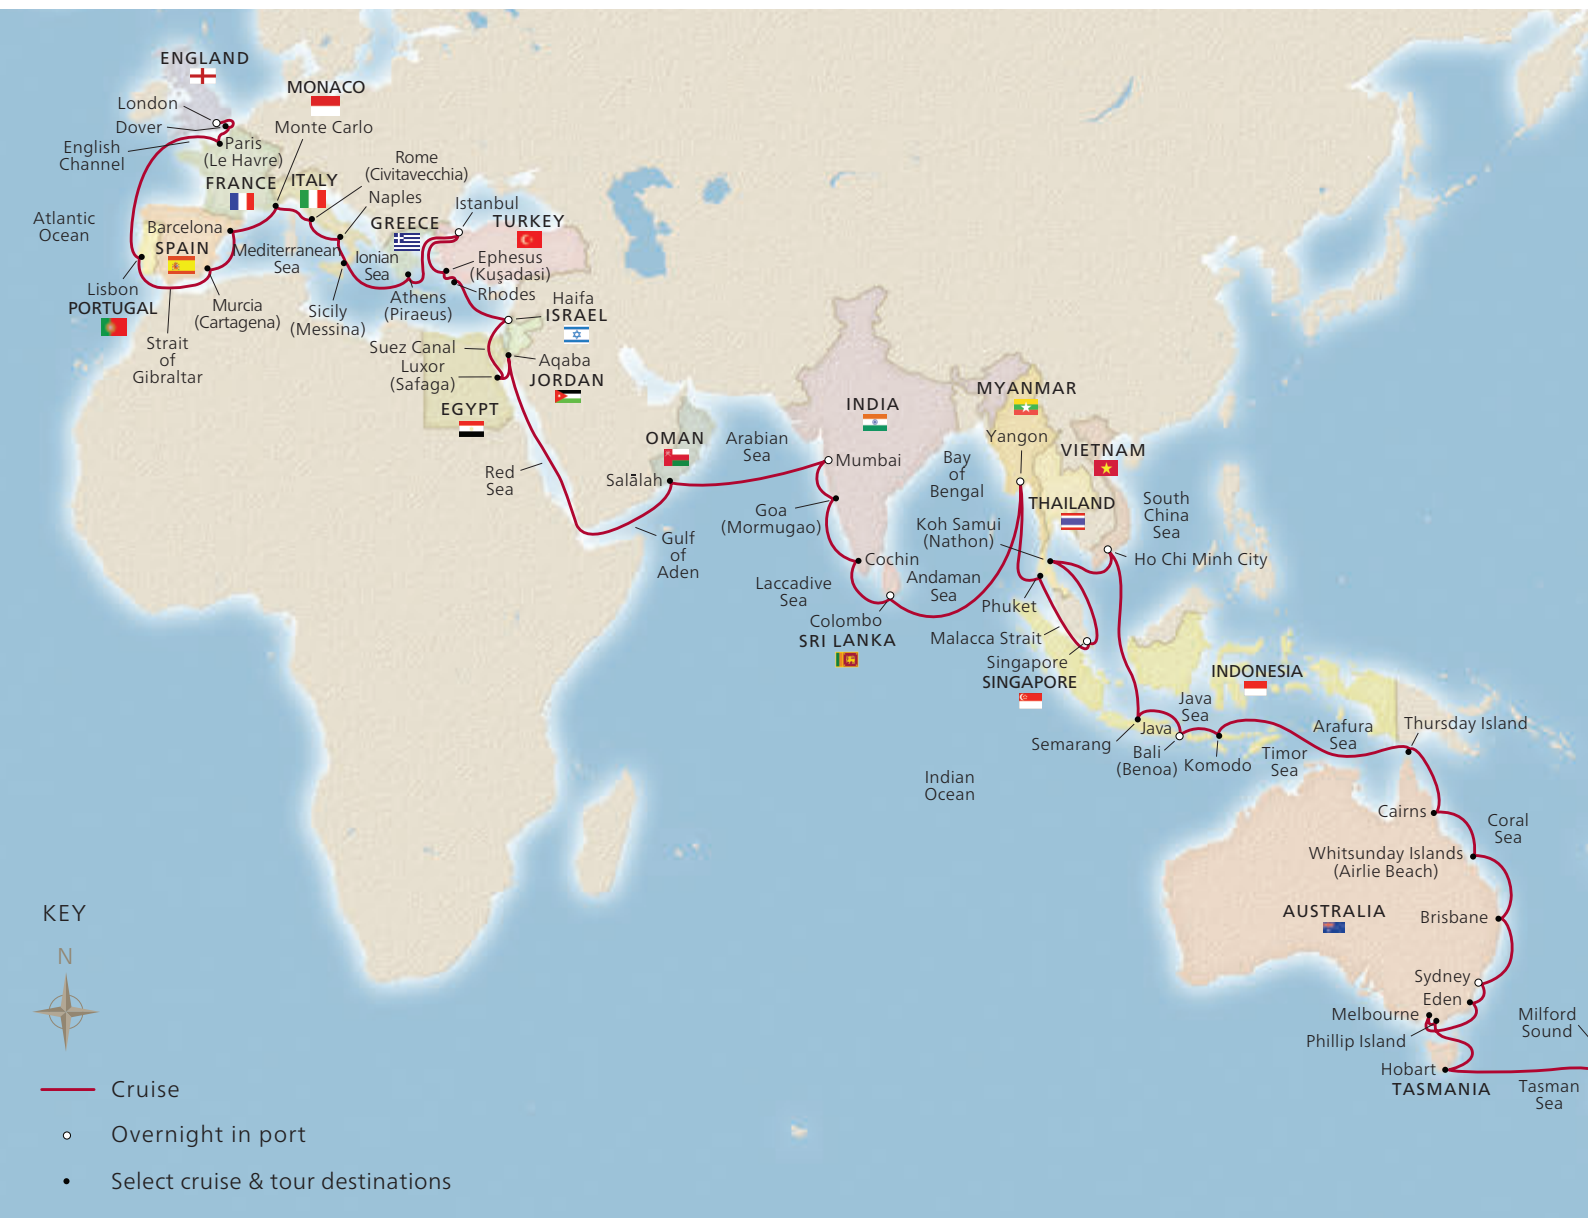 ENGLAND
London
Dover
English
Channel
MONACO
Monte Carlo
Paris
(Le Havre)
FRANCE
ITALY
Rome
(Civitavecchia)
Naples
Atlantic
Ocean
Barcelona
SPAIN
Mediterranean
Sea
GREECE
Istanbul
TURKEY
Ionian
Sea
Ephesus
(Kuşadasi)
Rhodes
Lisbon
PORTUGAL
Murcia
(Cartagena)
Sicily
(Messina)
Athens
(Piraeus)
Haifa
ISRAEL
Strait
of
Gibraltar
Suez Canal
Luxor
(Safaga)
Aqaba
JORDAN
EGYPT
Red
Sea
OMAN
Salālah
Arabian
Sea
Gulf
of
Aden
INDIA
Mumbai
Goa
(Mormugao)
Cochin
Laccadive
Sea
Colombo
SRI LANKA
Bay
of
Bengal
Andaman
Sea
MYANMAR
Yangon
VIETNAM
THAILAND
Koh Samui
(Nathon)
South
China
Sea
Ho Chi Minh City
Phuket
Malacca Strait
Singapore
SINGAPORE
INDONESIA
Java
Sea
Java
Semarang
Bali
(Benoa)
Komodo
Timor
Sea
Arafura
Sea
Thursday Island
Indian
Ocean
Cairns
Coral
Sea
Whitsunday Islands
(Airlie Beach)
AUSTRALIA
Brisbane
Sydney
Eden
Melbourne
Phillip Island
Milford
Sound
Hobart
TASMANIA
Tasman
Sea
KEY
N
Cruise
Overnight in port
Select cruise & tour destinations